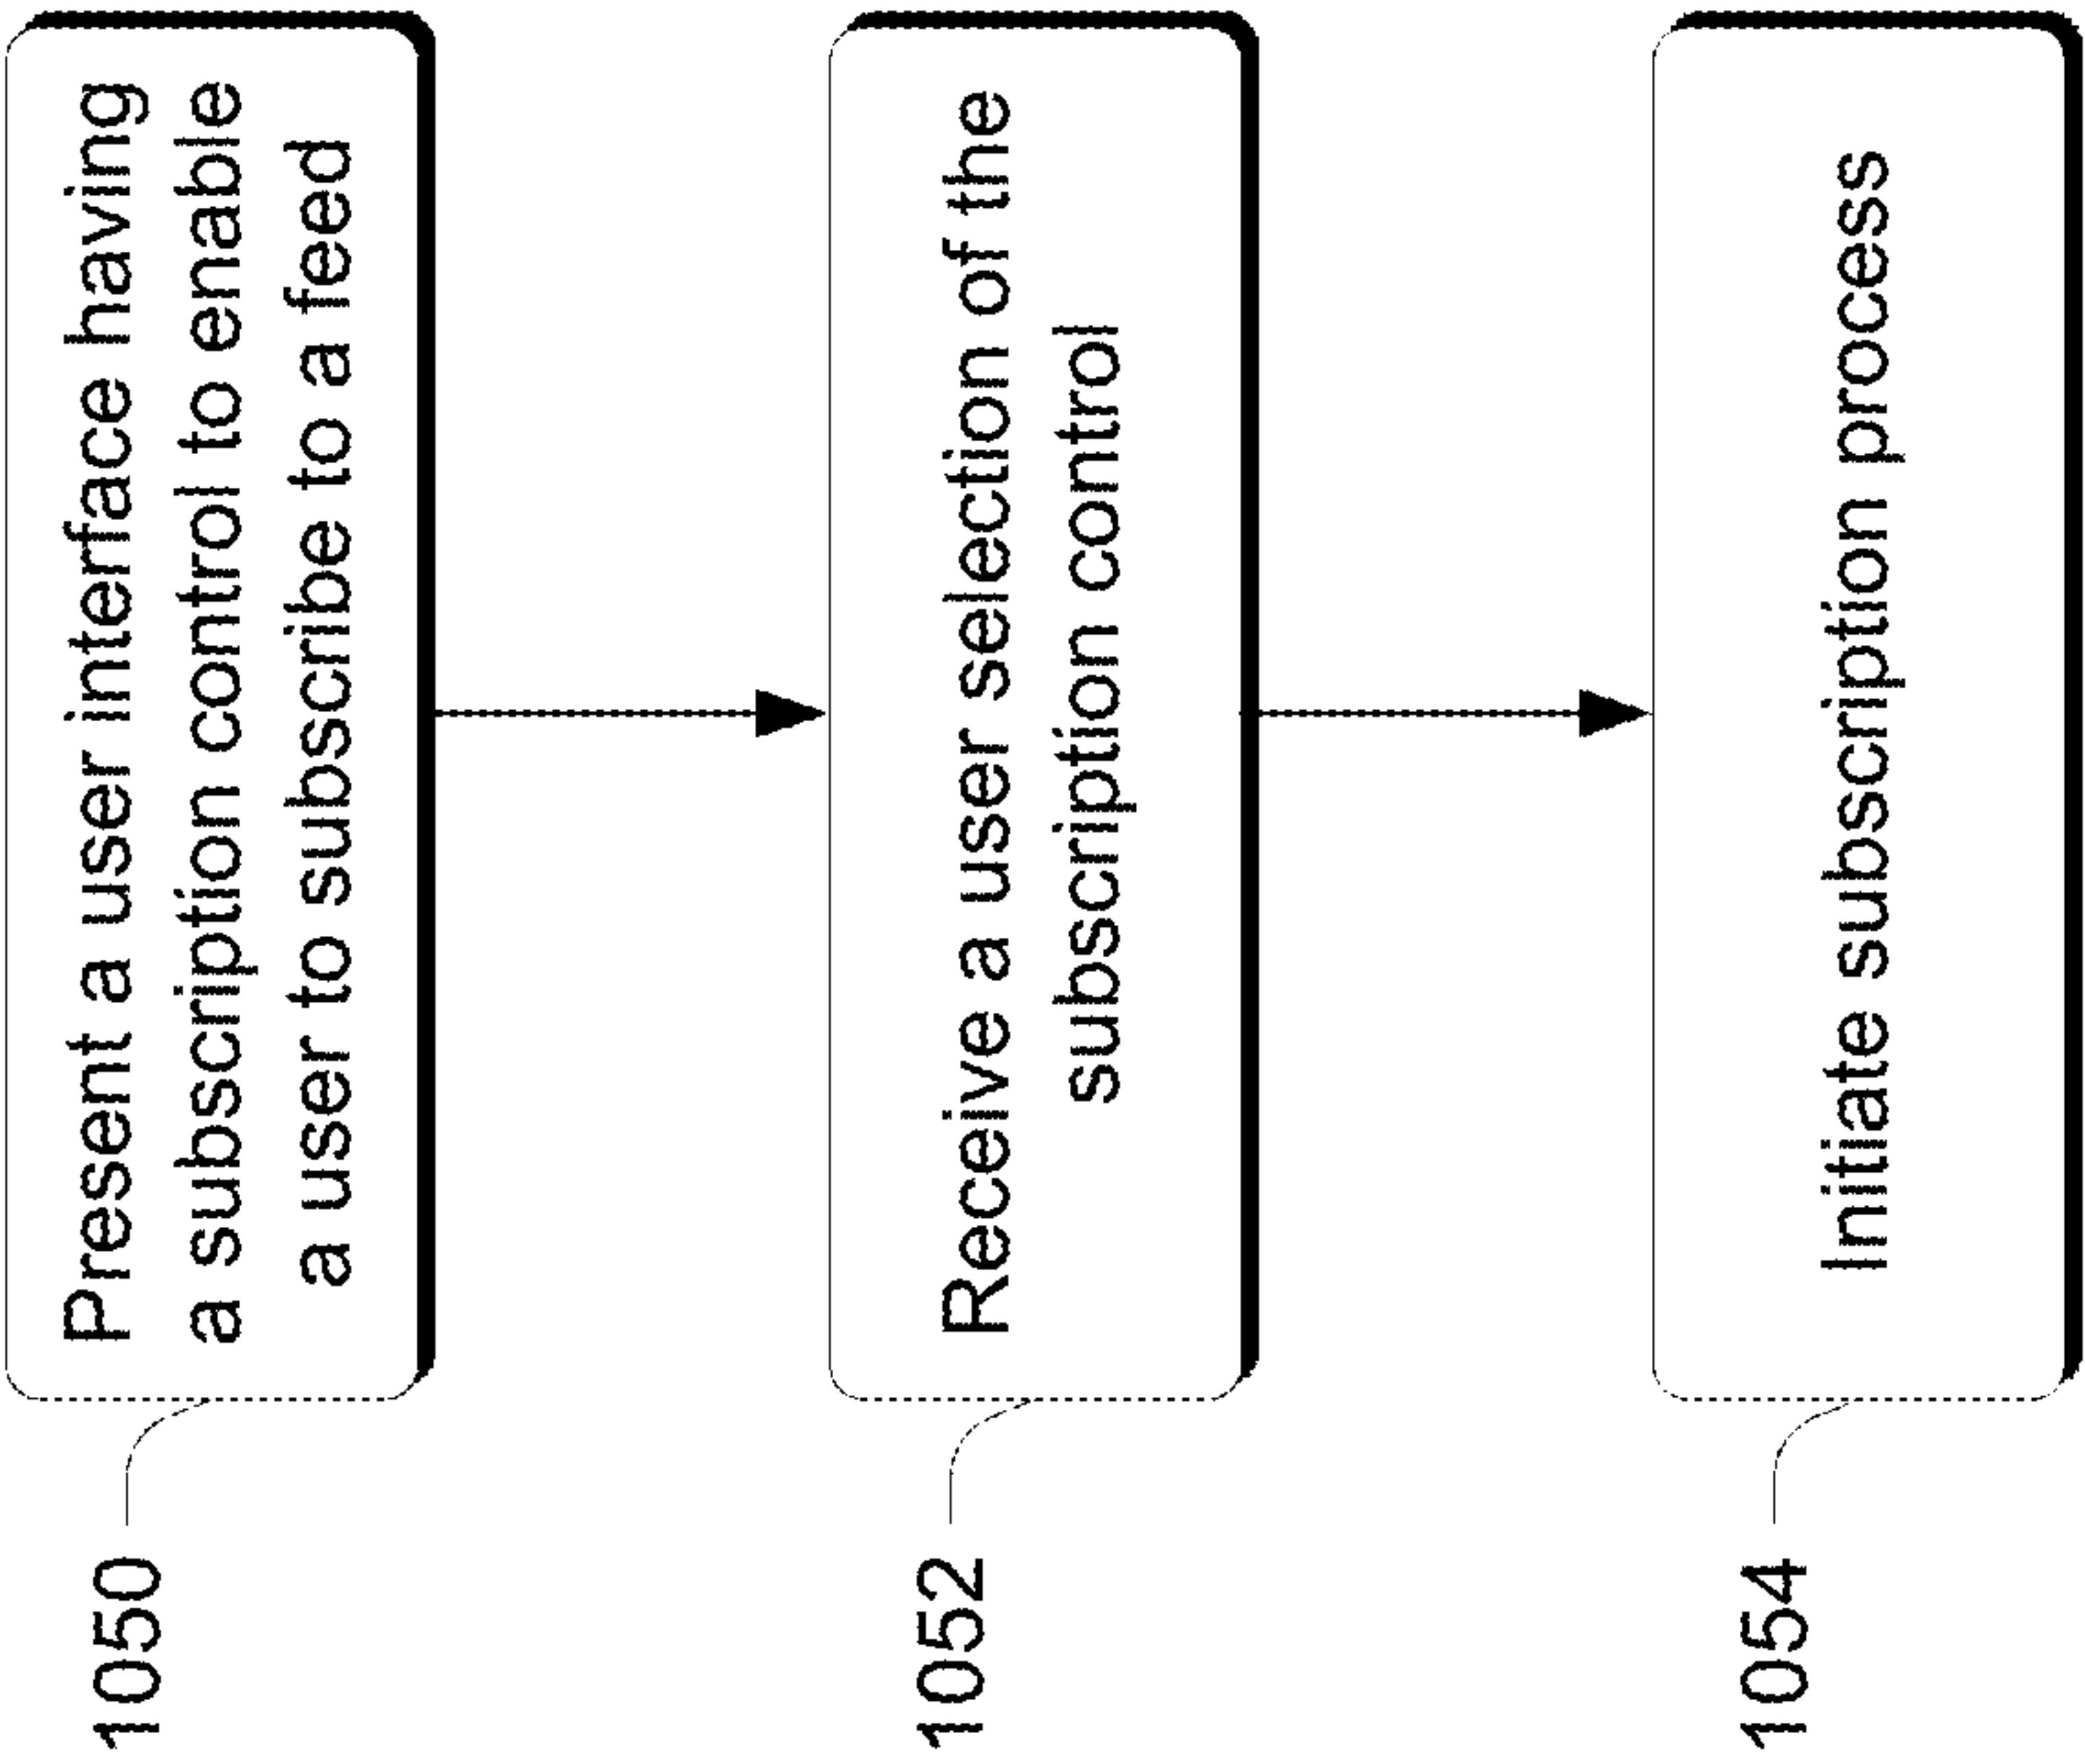 1050
Present a user interface having
a subscription control to enable
a user to subscribe to a feed
1052
Receive a user selection of the
subscription control
1054
Initiate subscription process